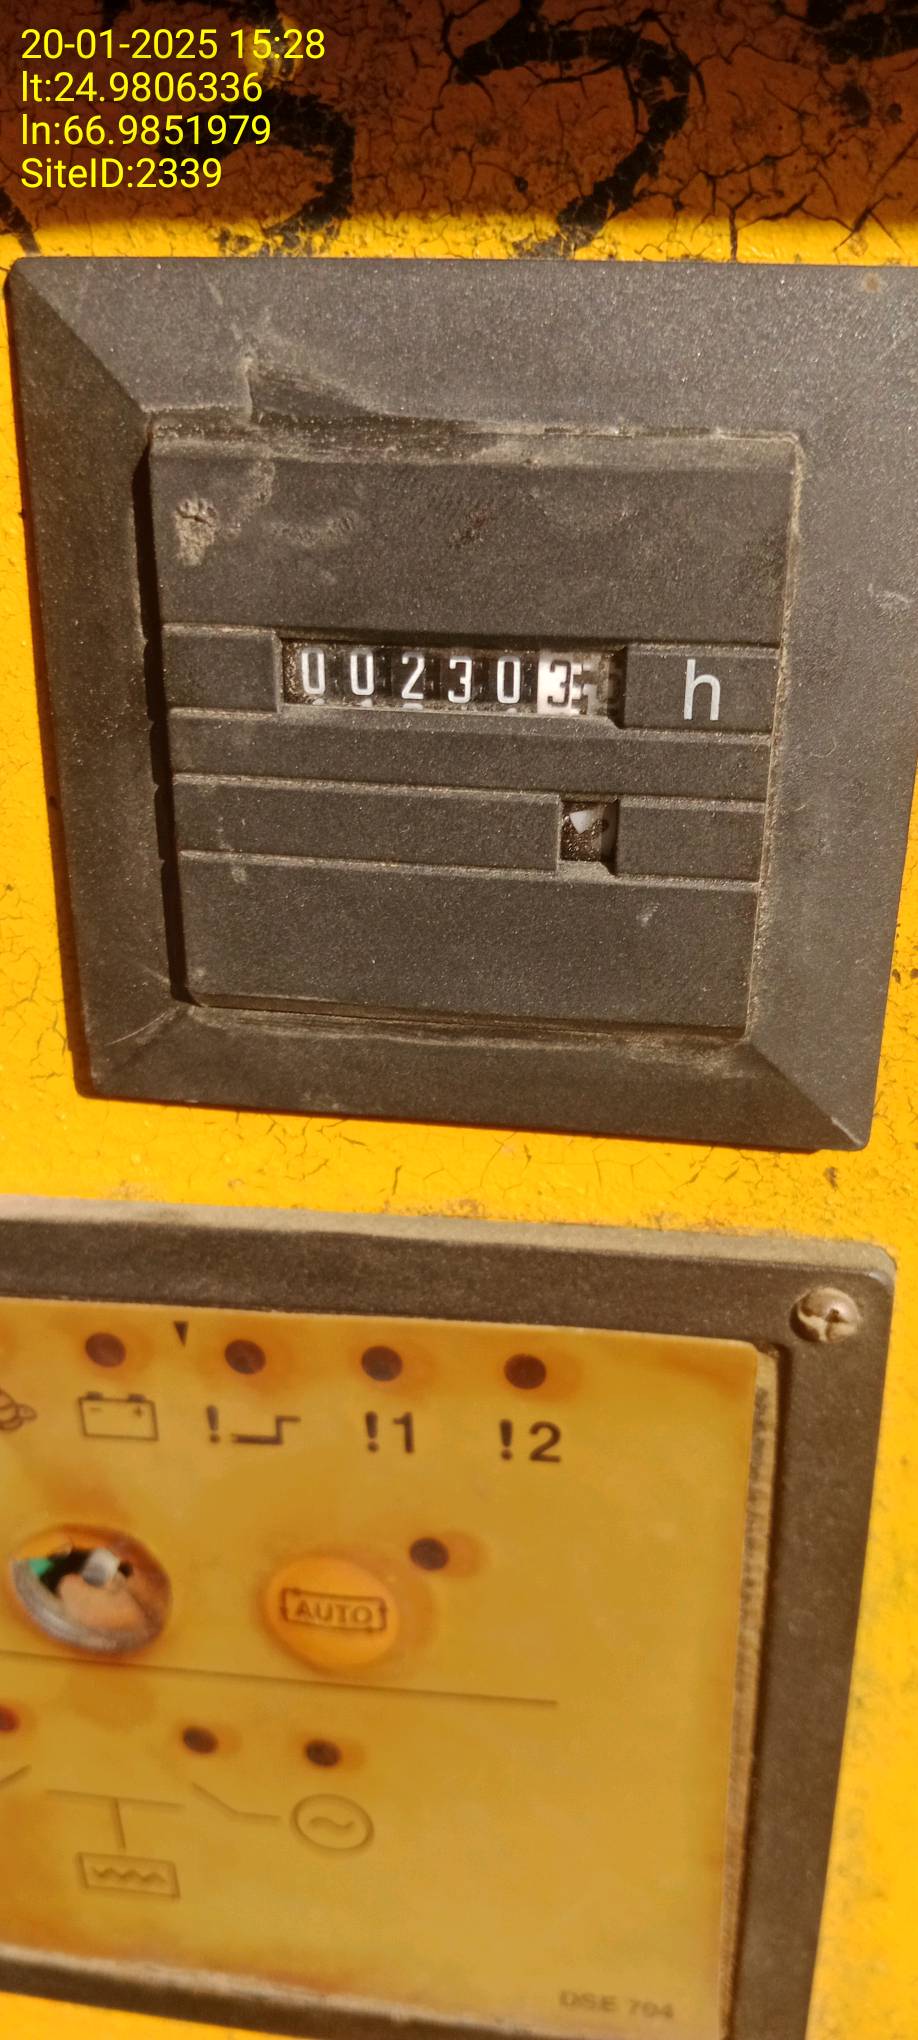 20-01-2025 15:28
lt:24.9806336
ln:66.9851979
SiteID:2339
002303 h
!
!1
!2
AUTO
DSE 704